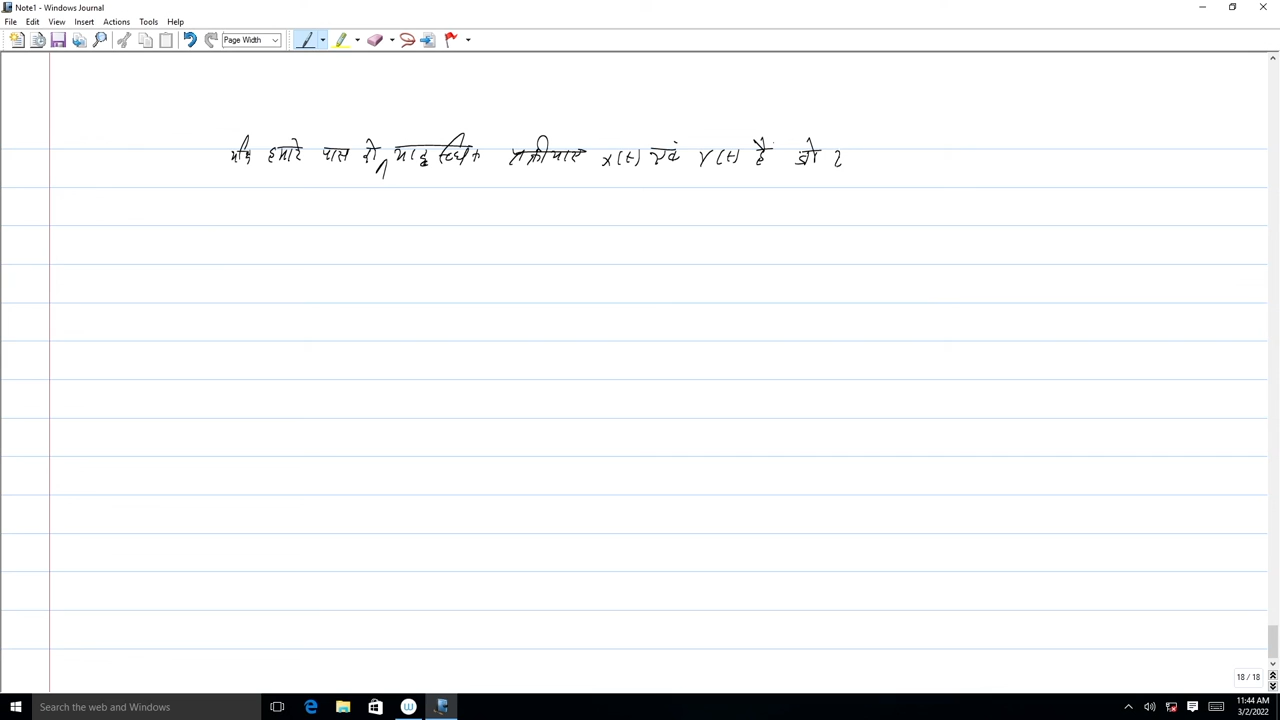 Note1 - Windows Journal
File Edit View Insert Actions Tools Help
Page Width
यदि हमारे पास दो यादृच्छिक प्रक्रियाए x(t) एवं Y(t) है जो
18 / 18
Search the web and Windows
11:44 AM
3/2/2022